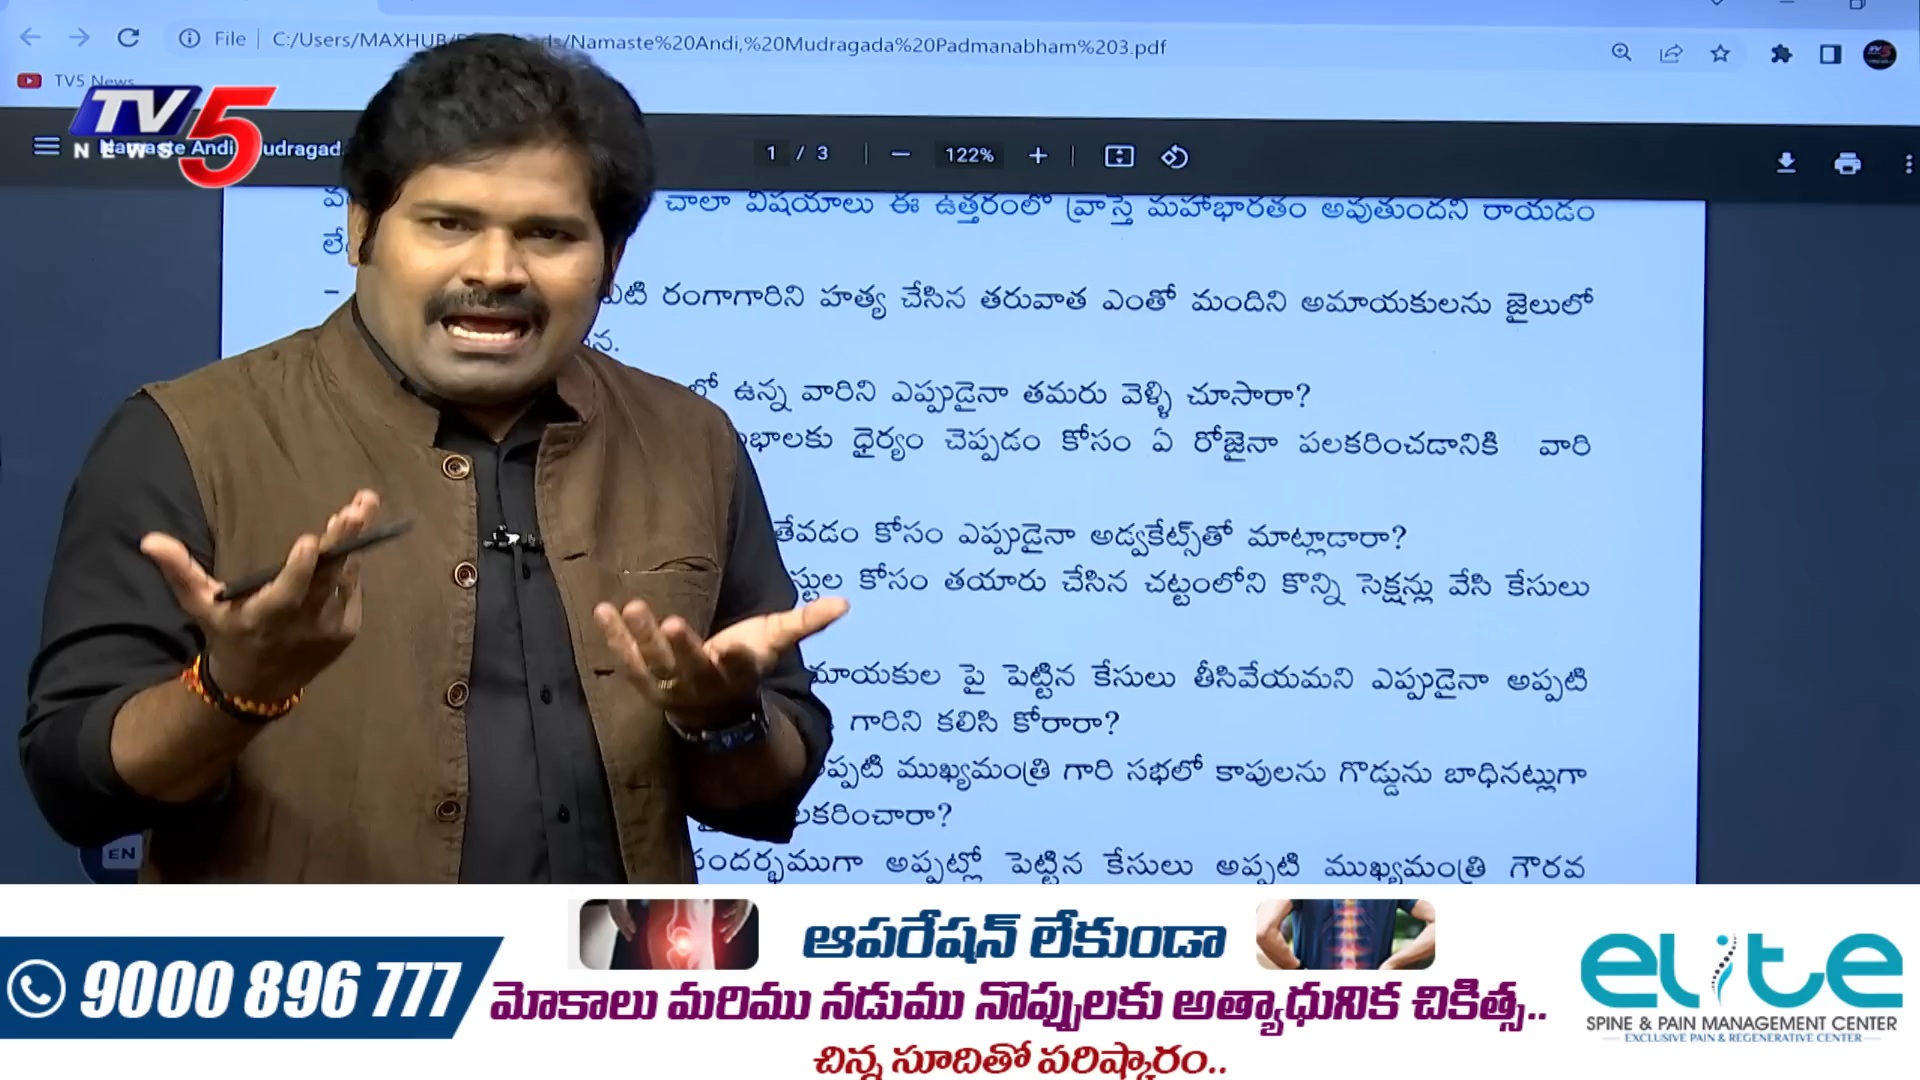 File
C:/Users/MAXHUB/
ds/Namaste%20Andi,%20Mudragada%20Padmanabham%203.pdf
TV5 News
TV5
NEWS
Namaste Andi
udragad
1 / 3
122%
చాలా విషయాలు ఈ ఉత్తరంలో వ్రాస్తె మహాభారతం అవుతుందని రాయడం
రంగాగారిని హత్య చేసిన తరువాత ఎంతో మందిని అమాయకులను జైలులో
లో ఉన్న వారిని ఎప్పుడైనా తమరు వెళ్ళి చూసారా?
ంభాలకు ధైర్యం చెప్పడం కోసం ఏ రోజైనా పలకరించడానికి వారి
తేవడం కోసం ఎప్పుడైనా అడ్వకేట్స్‌తో మాట్లాడారా?
స్టుల కోసం తయారు చేసిన చట్టంలోని కొన్ని సెక్షన్లు వేసి కేసులు
మాయకుల పై పెట్టిన కేసులు తీసివేయమని ఎప్పుడైనా అప్పటి
గారిని కలిసి కోరారా?
ప్పటి ముఖ్యమంత్రి గారి సభలో కాపులను గొడ్డును బాధినట్లుగా
లకరించారా?
సందర్భముగా అప్పట్లో పెట్టిన కేసులు అప్పటి ముఖ్యమంత్రి గౌరవ
EN
ఆపరేషన్ లేకుండా
9000 896 777
మోకాలు మరియు నడుము నొప్పులకు అత్యాధునిక చికిత్స..
చిన్న సూదితో పరిష్కారం..
elite
SPINE & PAIN MANAGEMENT CENTER
EXCLUSIVE PAIN & REGENERATIVE CENTER